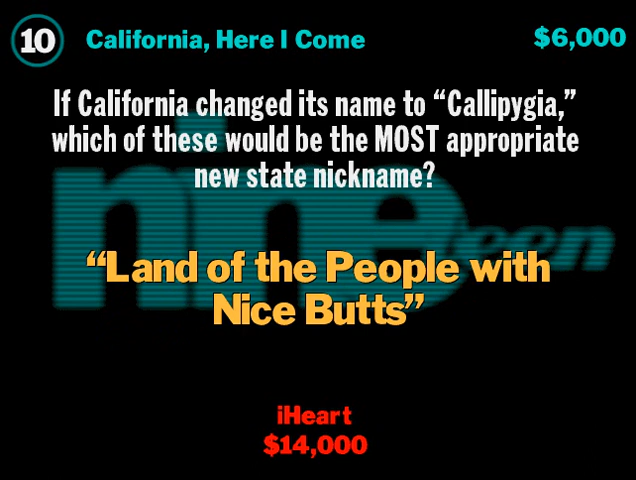 10 California, Here I Come $6,000
If California changed its name to “Callipygia,”
which of these would be the MOST appropriate
new state nickname?
nineteen
“Land of the People with
Nice Butts”
iHeart
$14,000